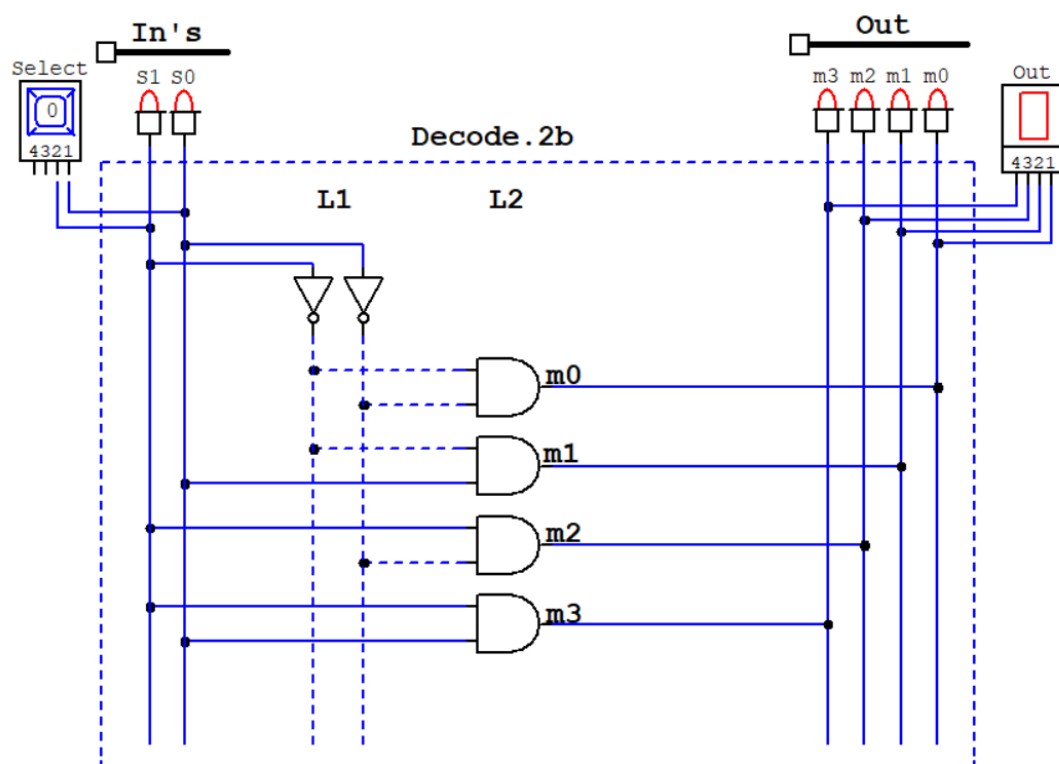 In's
Out
Select
S1 S0
m3 m2 m1 m0
Out
0
4321
Decode.2b
4321
L1 L2
m0
m1
m2
m3